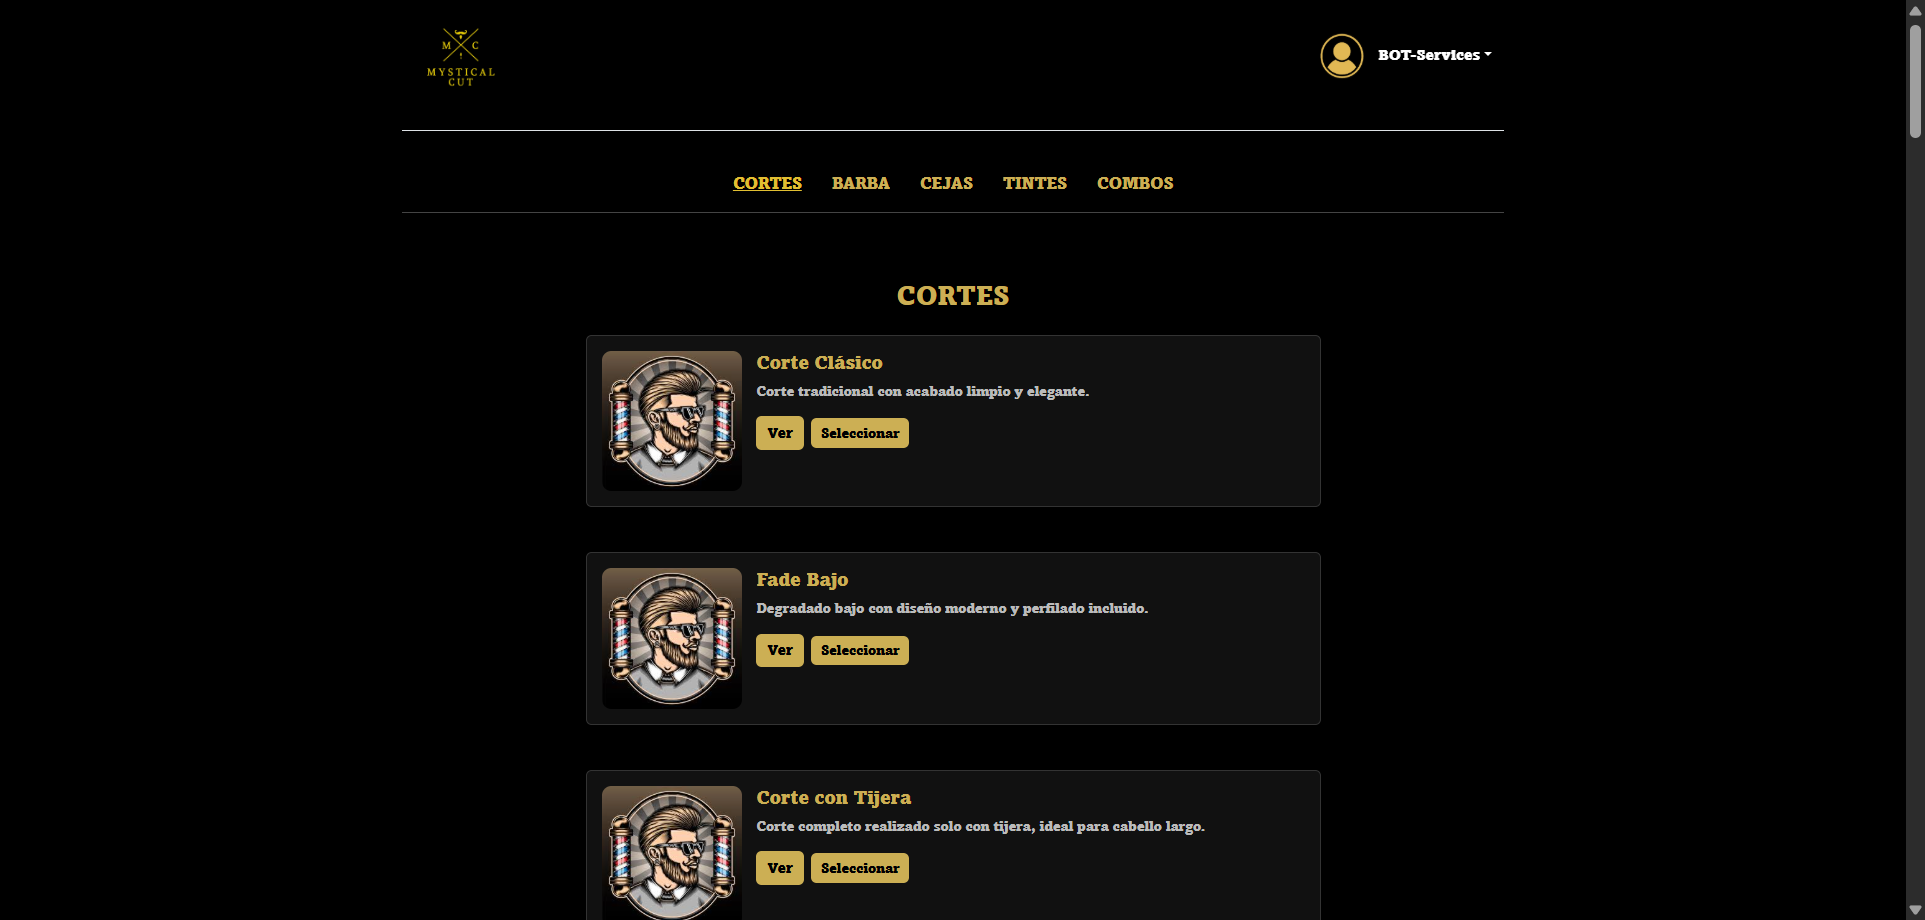 M C
MYSTICAL
CUT
BOT-Services
CORTES BARBA CEJAS TINTES COMBOS
CORTES
Corte Clásico
Corte tradicional con acabado limpio y elegante.
Ver Seleccionar
Fade Bajo
Degradado bajo con diseño moderno y perfilado incluido.
Ver Seleccionar
Corte con Tijera
Corte completo realizado solo con tijera, ideal para cabello largo.
Ver Seleccionar